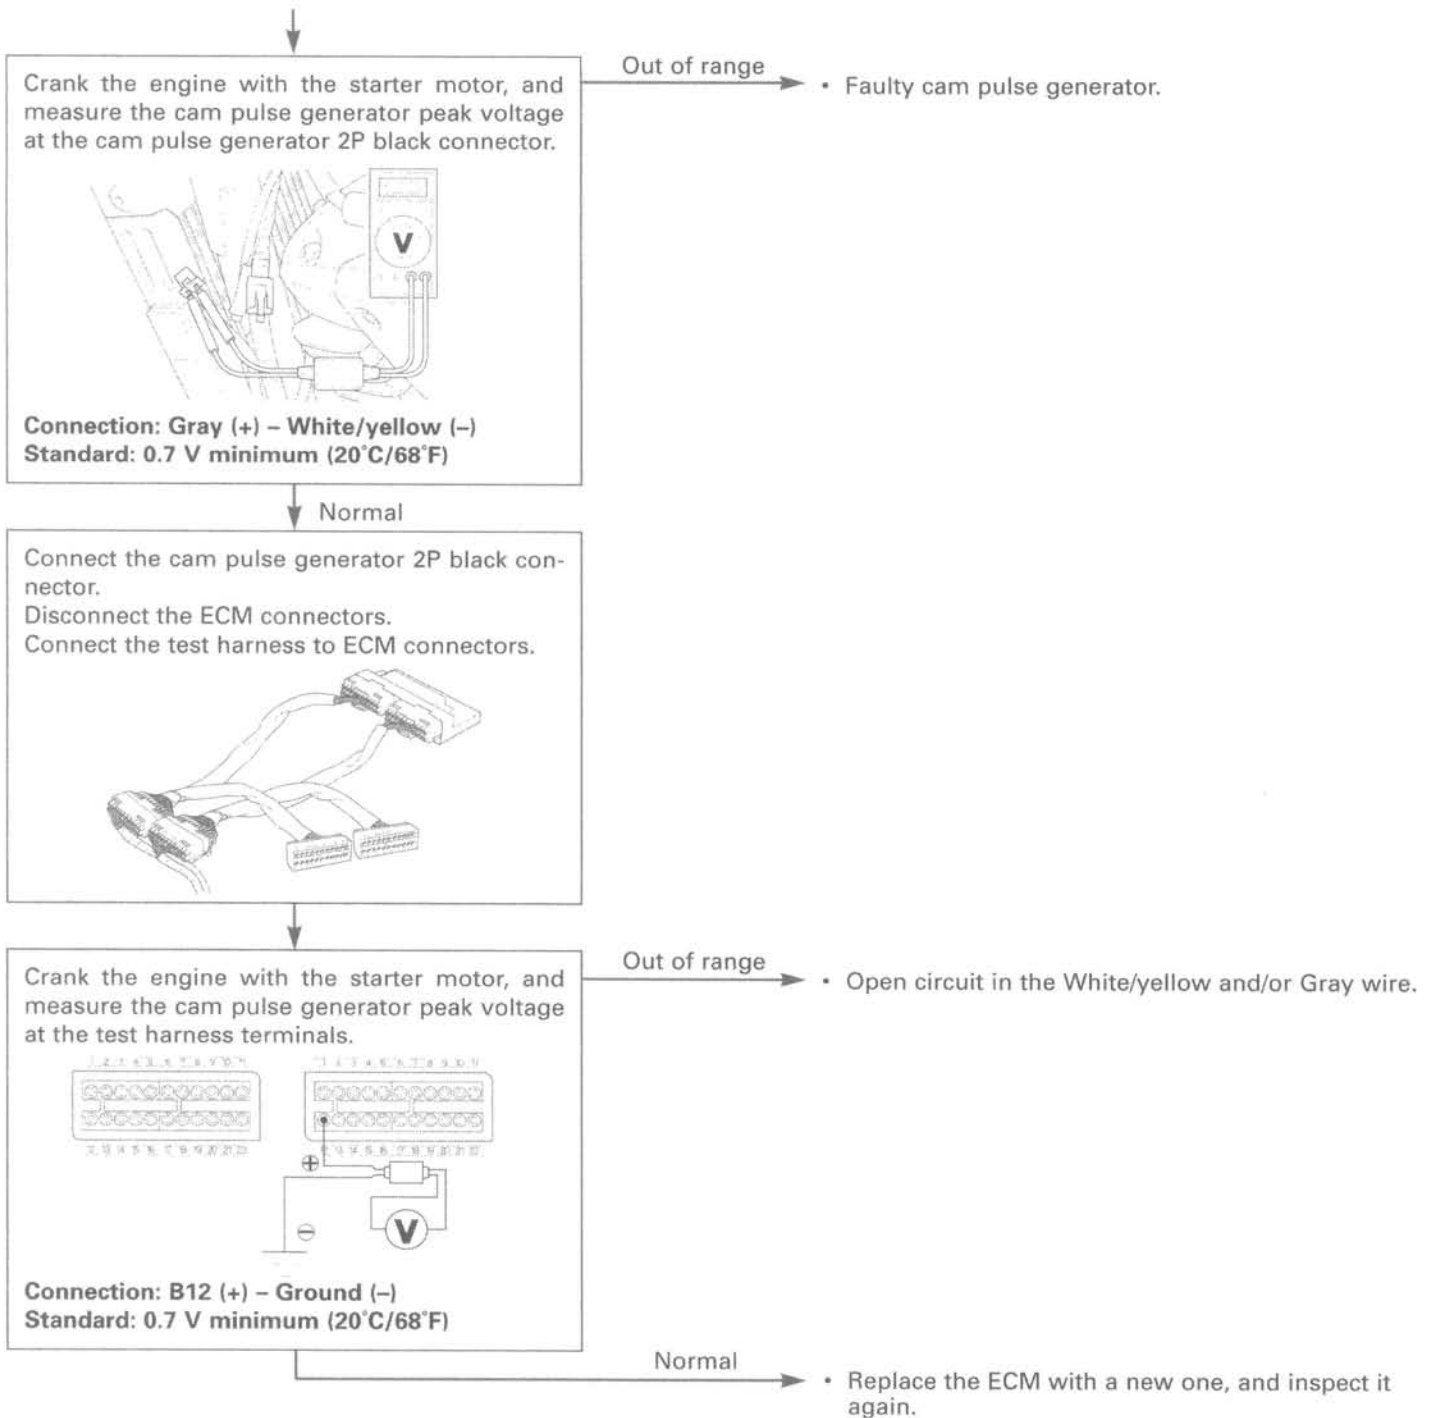 Crank the engine with the starter motor, and
measure the cam pulse generator peak voltage
at the cam pulse generator 2P black connector.
Out of range
• Faulty cam pulse generator.
V
Connection: Gray (+) – White/yellow (–)
Standard: 0.7 V minimum (20°C/68°F)
Normal
Connect the cam pulse generator 2P black con-
nector.
Disconnect the ECM connectors.
Connect the test harness to ECM connectors.
Crank the engine with the starter motor, and
measure the cam pulse generator peak voltage
at the test harness terminals.
Out of range
• Open circuit in the White/yellow and/or Gray wire.
+
–
V
Connection: B12 (+) – Ground (–)
Standard: 0.7 V minimum (20°C/68°F)
Normal
• Replace the ECM with a new one, and inspect it
again.